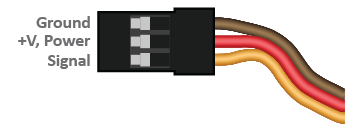 Ground
+V, Power
Signal